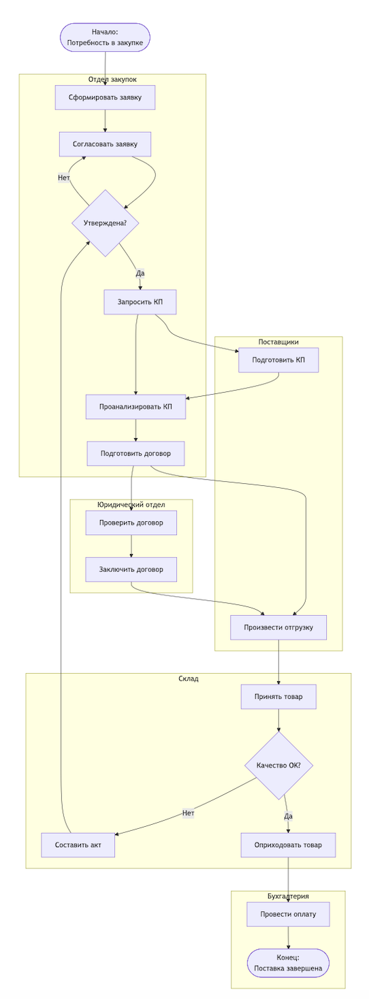 Начало:
Потребность в закупке
Отдел закупок
Сформировать заявку
Согласовать заявку
Нет
Утверждена?
Да
Запросить КП
Поставщики
Подготовить КП
Проанализировать КП
Подготовить договор
Юридический отдел
Проверить договор
Заключить договор
Произвести отгрузку
Склад
Принять товар
Качество ОК?
Нет
Да
Составить акт
Оприходовать товар
Бухгалтерия
Провести оплату
Конец:
Поставка завершена